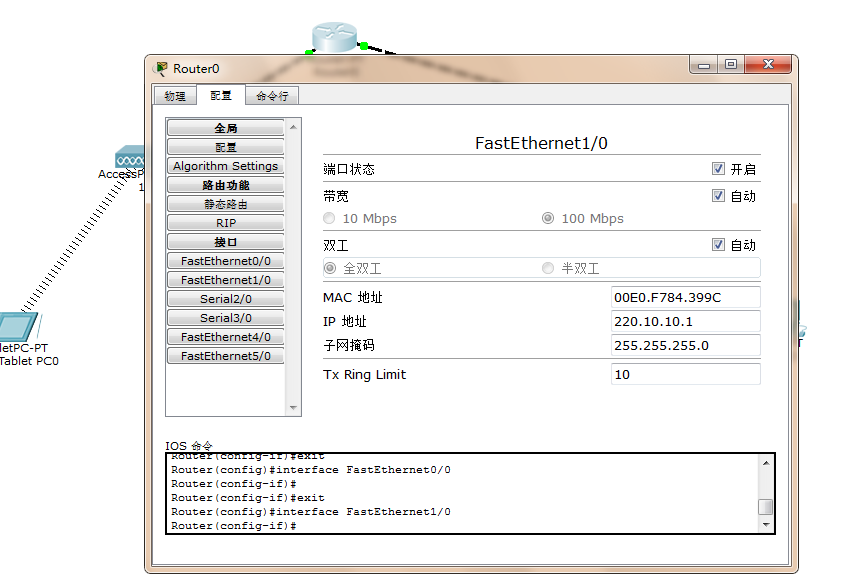 Router0
物理 配置 命令行
全局
配置
Algorithm Settings
路由功能
静态路由
RIP
接口
FastEthernet0/0
FastEthernet1/0
Serial2/0
Serial3/0
FastEthernet4/0
FastEthernet5/0
FastEthernet1/0
端口状态 开启
带宽 自动
10 Mbps 100 Mbps
双工 自动
全双工 半双工
MAC 地址 00E0.F784.399C
IP 地址 220.10.10.1
子网掩码 255.255.255.0
Tx Ring Limit 10
IOS 命令
Router(config-if)#exit
Router(config)#interface FastEthernet0/0
Router(config-if)#
Router(config-if)#exit
Router(config)#interface FastEthernet1/0
Router(config-if)#
AccessP
1
letPC-PT
Tablet PC0
T